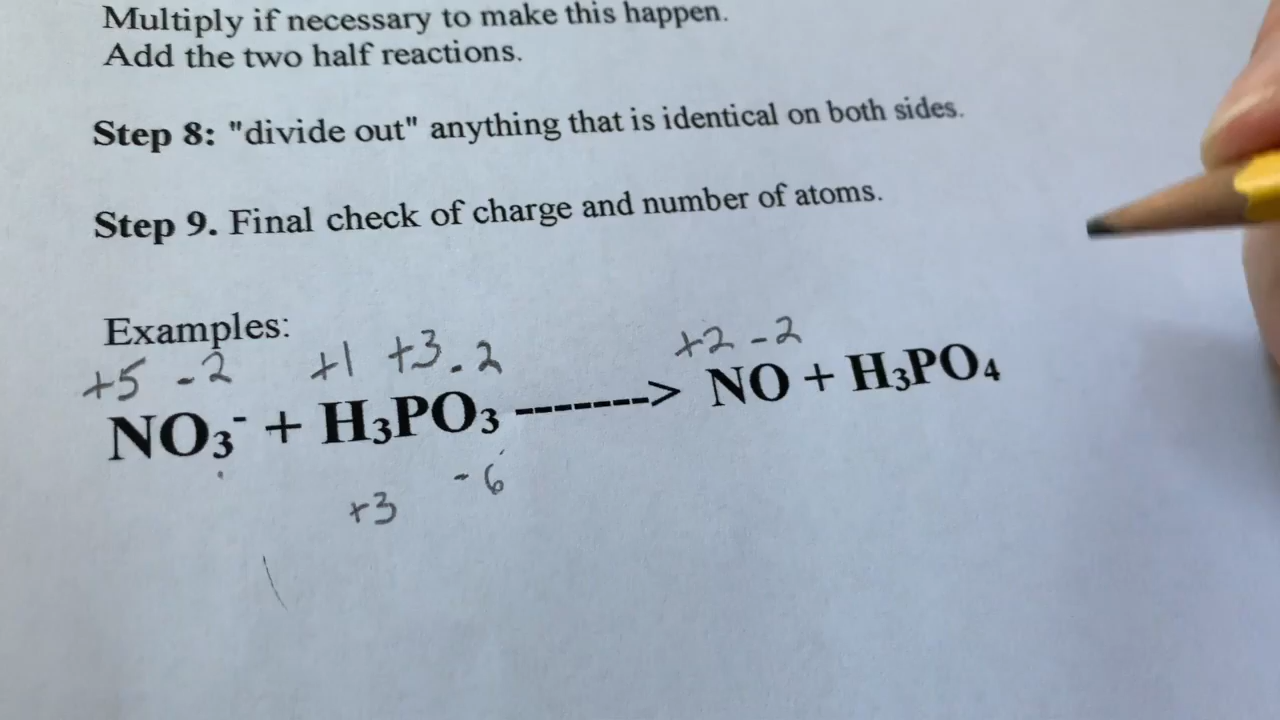 Multiply if necessary to make this happen.
Add the two half reactions.
Step 8: "divide out" anything that is identical on both sides.
Step 9. Final check of charge and number of atoms.
Examples:
+5 -2 +1 +3 -2 +2 -2
NO₃⁻ + H₃PO₃ -------> NO + H₃PO₄
+3 -6